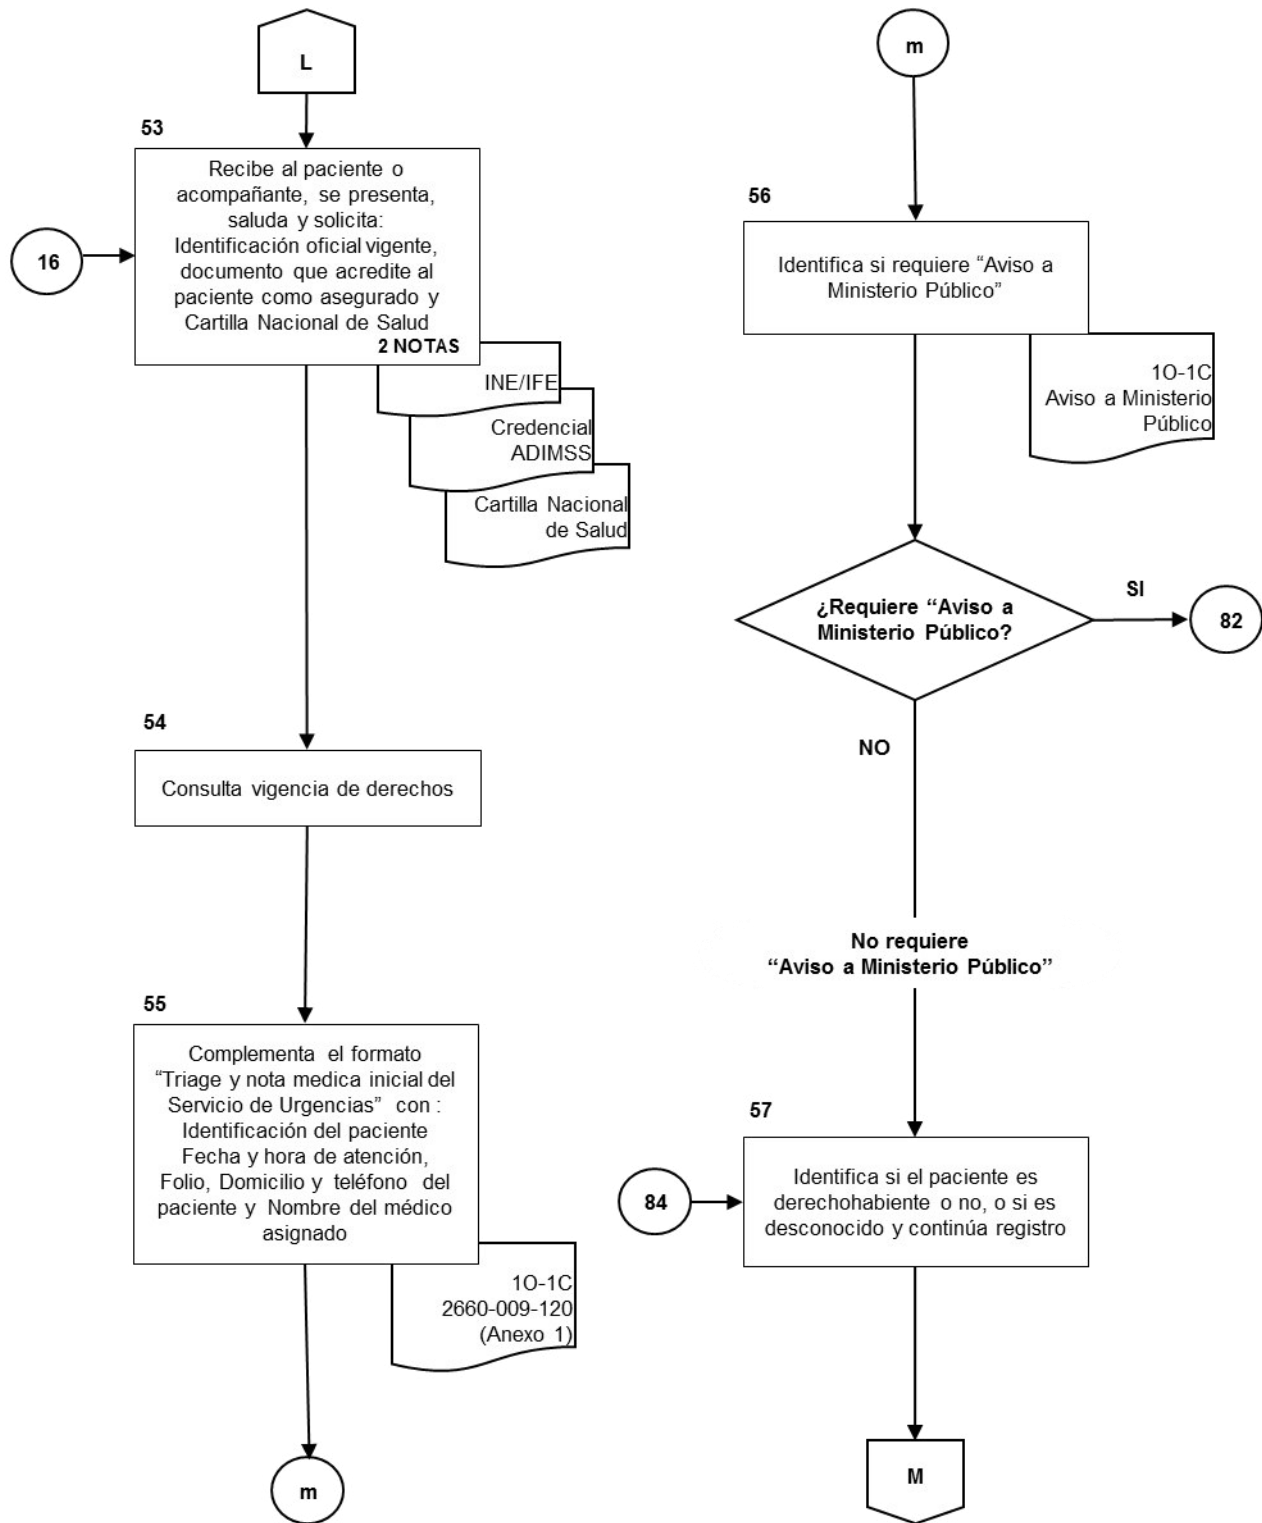 L
53
Recibe al paciente o
acompañante, se presenta,
saluda y solicita:
Identificación oficial vigente,
documento que acredite al
paciente como asegurado y
Cartilla Nacional de Salud
2 NOTAS
16
INE/IFE
Credencial
ADIMSS
Cartilla Nacional
de Salud
54
Consulta vigencia de derechos
55
Complementa el formato
“Triage y nota medica inicial del
Servicio de Urgencias” con :
Identificación del paciente
Fecha y hora de atención,
Folio, Domicilio y teléfono del
paciente y Nombre del médico
asignado
1O-1C
2660-009-120
(Anexo 1)
m
m
56
Identifica si requiere “Aviso a
Ministerio Público”
1O-1C
Aviso a Ministerio
Público
¿Requiere “Aviso a
Ministerio Público?
SI
82
NO
No requiere
“Aviso a Ministerio Público”
57
84
Identifica si el paciente es
derechohabiente o no, o si es
desconocido y continúa registro
M